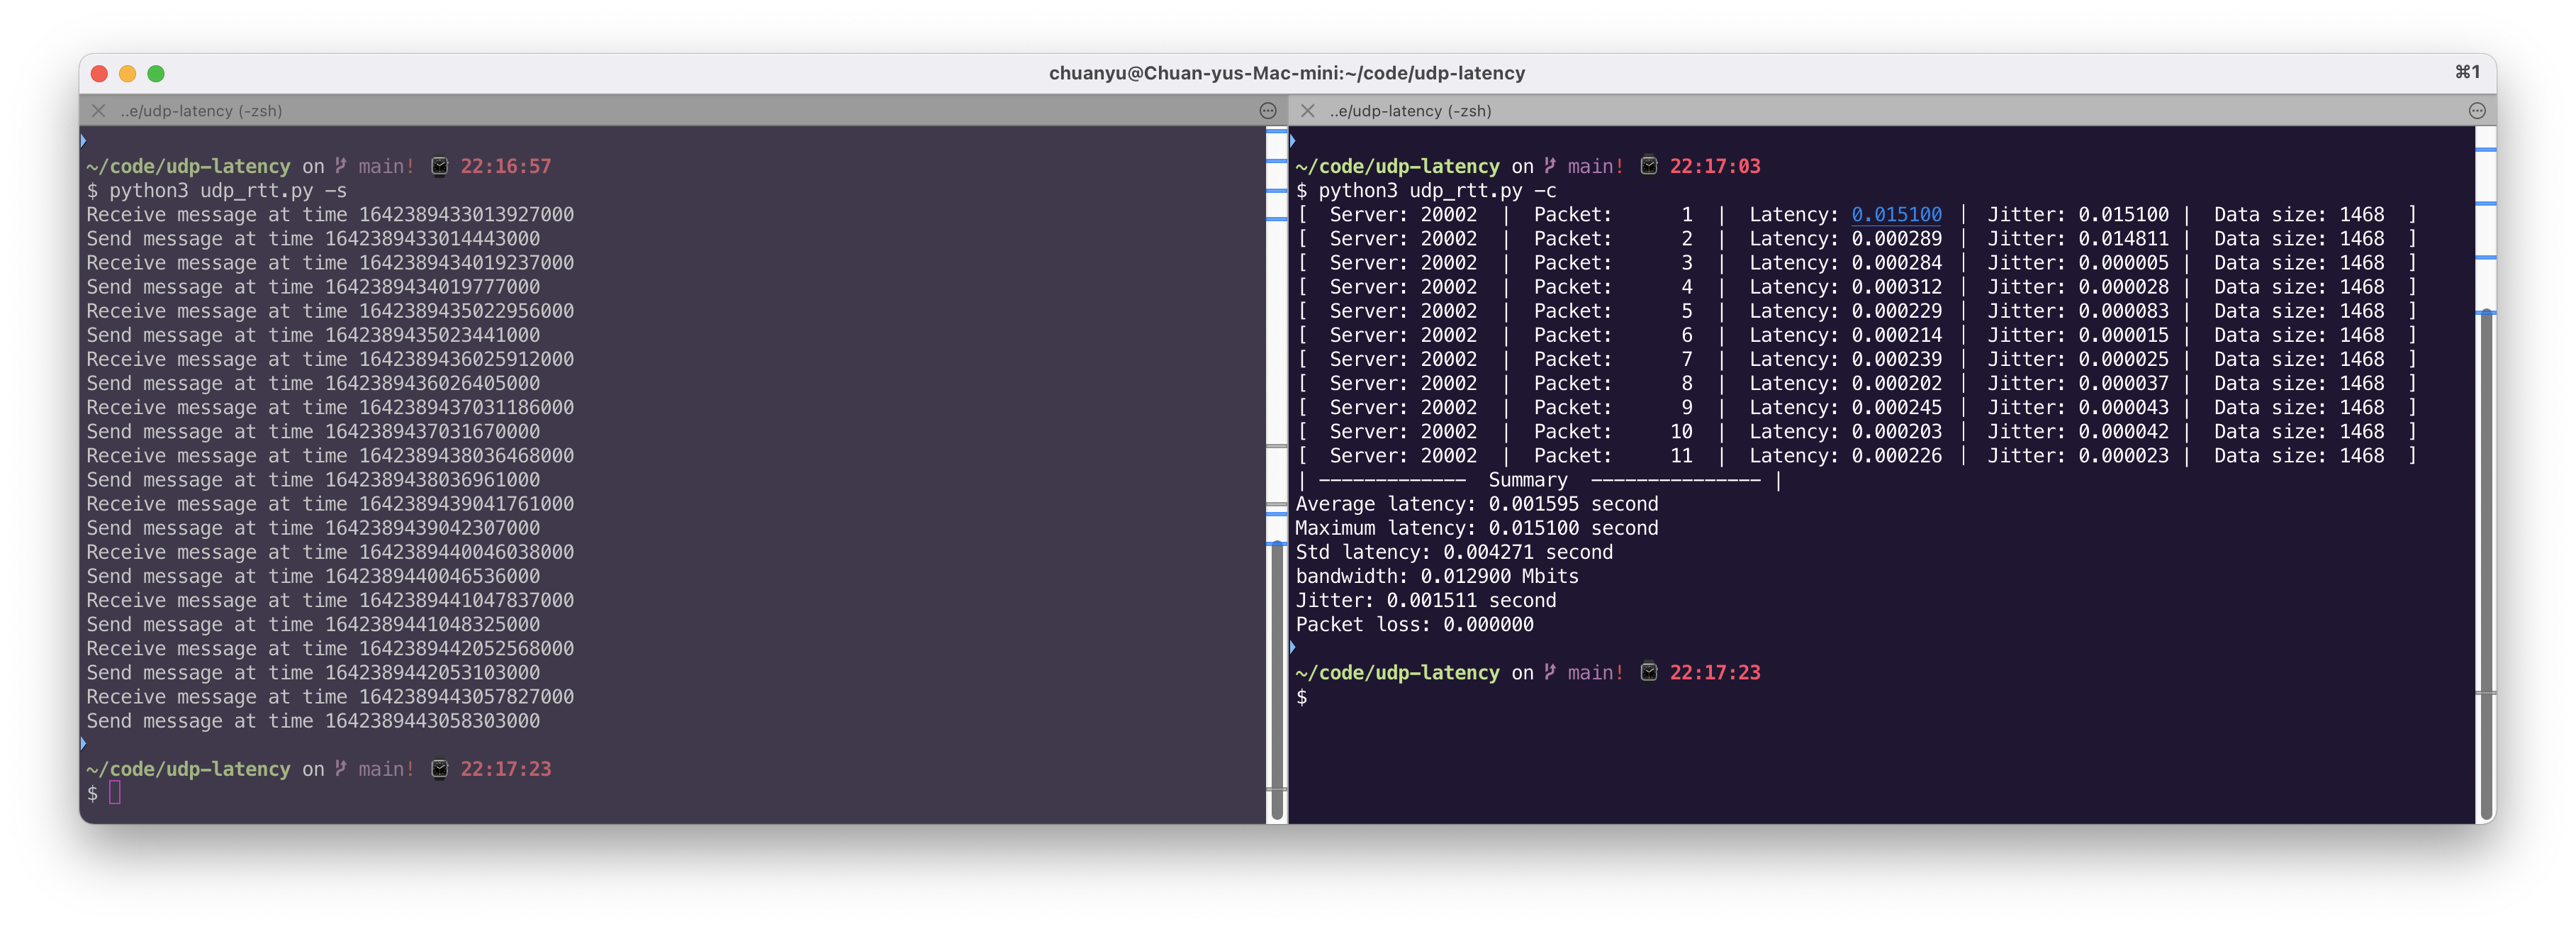 chuanyu@Chuan-yus-Mac-mini:~/code/udp-latency
⌘1
..e/udp-latency (-zsh)
~/code/udp-latency on main! 22:16:57
$ python3 udp_rtt.py -s
Receive message at time 1642389433013927000
Send message at time 1642389433014443000
Receive message at time 1642389434019237000
Send message at time 1642389434019777000
Receive message at time 1642389435022956000
Send message at time 1642389435023441000
Receive message at time 1642389436025912000
Send message at time 1642389436026405000
Receive message at time 1642389437031186000
Send message at time 1642389437031670000
Receive message at time 1642389438036468000
Send message at time 1642389438036961000
Receive message at time 1642389439041761000
Send message at time 1642389439042307000
Receive message at time 1642389440046038000
Send message at time 1642389440046536000
Receive message at time 1642389441047837000
Send message at time 1642389441048325000
Receive message at time 1642389442052568000
Send message at time 1642389442053103000
Receive message at time 1642389443057827000
Send message at time 1642389443058303000
~/code/udp-latency on main! 22:17:23
$
..e/udp-latency (-zsh)
~/code/udp-latency on main! 22:17:03
$ python3 udp_rtt.py -c
[ Server: 20002 | Packet: 1 | Latency: 0.015100 | Jitter: 0.015100 | Data size: 1468 ]
[ Server: 20002 | Packet: 2 | Latency: 0.000289 | Jitter: 0.014811 | Data size: 1468 ]
[ Server: 20002 | Packet: 3 | Latency: 0.000284 | Jitter: 0.000005 | Data size: 1468 ]
[ Server: 20002 | Packet: 4 | Latency: 0.000312 | Jitter: 0.000028 | Data size: 1468 ]
[ Server: 20002 | Packet: 5 | Latency: 0.000229 | Jitter: 0.000083 | Data size: 1468 ]
[ Server: 20002 | Packet: 6 | Latency: 0.000214 | Jitter: 0.000015 | Data size: 1468 ]
[ Server: 20002 | Packet: 7 | Latency: 0.000239 | Jitter: 0.000025 | Data size: 1468 ]
[ Server: 20002 | Packet: 8 | Latency: 0.000202 | Jitter: 0.000037 | Data size: 1468 ]
[ Server: 20002 | Packet: 9 | Latency: 0.000245 | Jitter: 0.000043 | Data size: 1468 ]
[ Server: 20002 | Packet: 10 | Latency: 0.000203 | Jitter: 0.000042 | Data size: 1468 ]
[ Server: 20002 | Packet: 11 | Latency: 0.000226 | Jitter: 0.000023 | Data size: 1468 ]
| ------------- Summary --------------- |
Average latency: 0.001595 second
Maximum latency: 0.015100 second
Std latency: 0.004271 second
bandwidth: 0.012900 Mbits
Jitter: 0.001511 second
Packet loss: 0.000000
~/code/udp-latency on main! 22:17:23
$